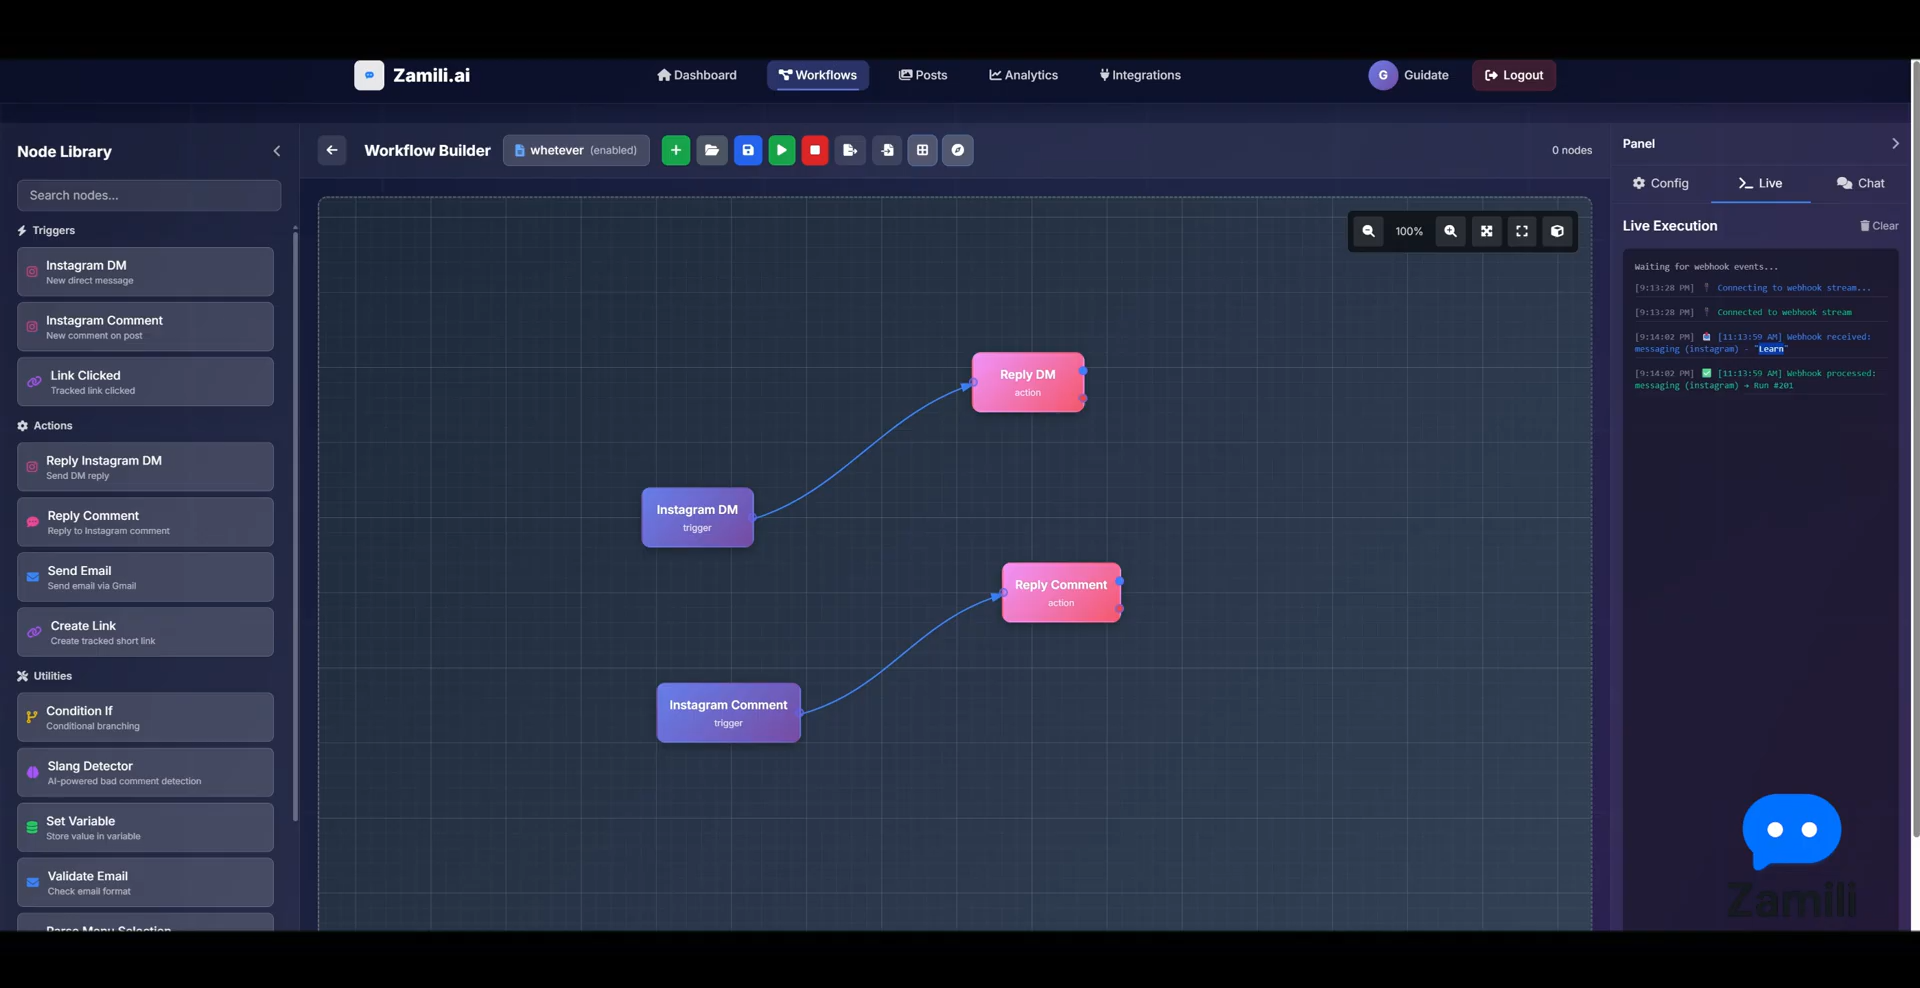 Zamili.ai
Dashboard
Workflows
Posts
Analytics
Integrations
G
Guidate
Logout
Node Library
Search nodes...
Triggers
Instagram DM
New direct message
Instagram Comment
New comment on post
Link Clicked
Tracked link clicked
Actions
Reply Instagram DM
Send DM reply
Reply Comment
Reply to Instagram comment
Send Email
Send email via Gmail
Create Link
Create tracked short link
Utilities
Condition If
Conditional branching
Slang Detector
AI-powered bad comment detection
Set Variable
Store value in variable
Validate Email
Check email format
Parse Menu Selection
Workflow Builder
whetever (enabled)
0 nodes
100%
Reply DM
action
Instagram DM
trigger
Reply Comment
action
Instagram Comment
trigger
Panel
Config
Live
Chat
Live Execution
Clear
Waiting for webhook events...
[9:13:28 PM] Connecting to webhook stream...
[9:13:28 PM] Connected to webhook stream
[9:14:02 PM] [11:13:59 AM] Webhook received:
messaging (instagram) - "Learn"
[9:14:02 PM] ✅ [11:13:59 AM] Webhook processed:
messaging (instagram) → Run #201
Zamili